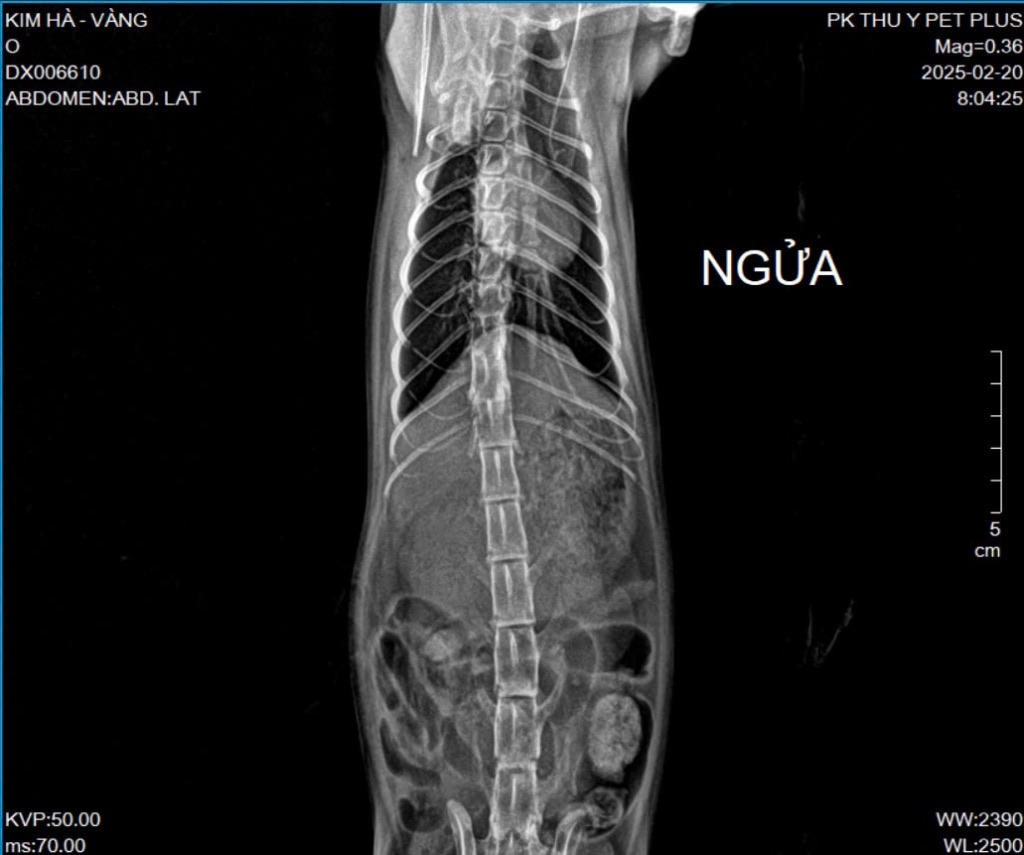 KIM HÀ - VÀNG
O
DX006610
ABDOMEN:ABD. LAT
PK THU Y PET PLUS
Mag=0.36
2025-02-20
8:04:25
NGỬA
5
cm
KVP:50.00
ms:70.00
WW:2390
WL:2500